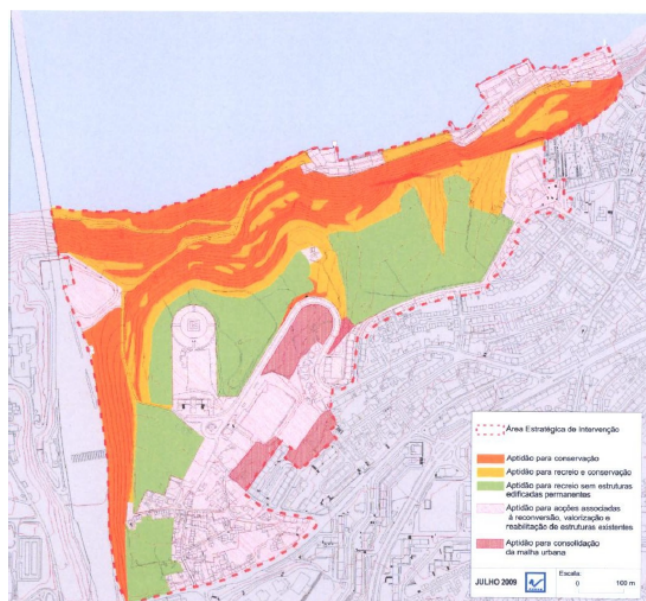 Área Estratégica de Intervenção
Aptidão para conservação
Aptidão para recreio e conservação
Aptidão para recreio sem estruturas
edificadas permanentes
Aptidão para acções associadas
à reconversão, valorização e
reabilitação de estruturas existentes
Aptidão para consolidação
da malha urbana
JULHO 2009
Escala:
0 100 m